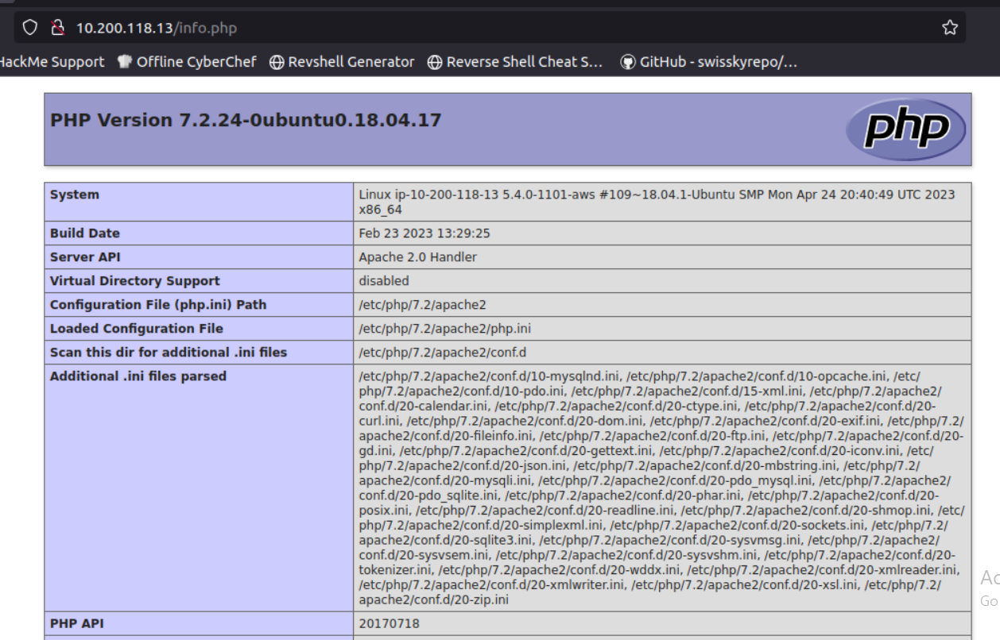 10.200.118.13/info.php
HackMe Support Offline CyberChef Revshell Generator Reverse Shell Cheat S... GitHub - swisskyrepo/...
PHP Version 7.2.24-0ubuntu0.18.04.17
php
System
Linux ip-10-200-118-13 5.4.0-1101-aws #109~18.04.1-Ubuntu SMP Mon Apr 24 20:40:49 UTC 2023
x86_64
Build Date
Feb 23 2023 13:29:25
Server API
Apache 2.0 Handler
Virtual Directory Support
disabled
Configuration File (php.ini) Path
/etc/php/7.2/apache2
Loaded Configuration File
/etc/php/7.2/apache2/php.ini
Scan this dir for additional .ini files
/etc/php/7.2/apache2/conf.d
Additional .ini files parsed
/etc/php/7.2/apache2/conf.d/10-mysqlnd.ini, /etc/php/7.2/apache2/conf.d/10-opcache.ini, /etc/
php/7.2/apache2/conf.d/10-pdo.ini, /etc/php/7.2/apache2/conf.d/15-xml.ini, /etc/php/7.2/apache2/
conf.d/20-calendar.ini, /etc/php/7.2/apache2/conf.d/20-ctype.ini, /etc/php/7.2/apache2/conf.d/20-
curl.ini, /etc/php/7.2/apache2/conf.d/20-dom.ini, /etc/php/7.2/apache2/conf.d/20-exif.ini, /etc/php/7.2/
apache2/conf.d/20-fileinfo.ini, /etc/php/7.2/apache2/conf.d/20-ftp.ini, /etc/php/7.2/apache2/conf.d/20-
gd.ini, /etc/php/7.2/apache2/conf.d/20-gettext.ini, /etc/php/7.2/apache2/conf.d/20-iconv.ini, /etc/
php/7.2/apache2/conf.d/20-json.ini, /etc/php/7.2/apache2/conf.d/20-mbstring.ini, /etc/php/7.2/
apache2/conf.d/20-mysqli.ini, /etc/php/7.2/apache2/conf.d/20-pdo_mysql.ini, /etc/php/7.2/apache2/
conf.d/20-pdo_sqlite.ini, /etc/php/7.2/apache2/conf.d/20-phar.ini, /etc/php/7.2/apache2/conf.d/20-
posix.ini, /etc/php/7.2/apache2/conf.d/20-readline.ini, /etc/php/7.2/apache2/conf.d/20-shmop.ini, /etc/
php/7.2/apache2/conf.d/20-simplexml.ini, /etc/php/7.2/apache2/conf.d/20-sockets.ini, /etc/php/7.2/
apache2/conf.d/20-sqlite3.ini, /etc/php/7.2/apache2/conf.d/20-sysvmsg.ini, /etc/php/7.2/apache2/
conf.d/20-sysvsem.ini, /etc/php/7.2/apache2/conf.d/20-sysvshm.ini, /etc/php/7.2/apache2/conf.d/20-
tokenizer.ini, /etc/php/7.2/apache2/conf.d/20-wddx.ini, /etc/php/7.2/apache2/conf.d/20-xmlreader.ini,
/etc/php/7.2/apache2/conf.d/20-xmlwriter.ini, /etc/php/7.2/apache2/conf.d/20-xsl.ini, /etc/php/7.2/
apache2/conf.d/20-zip.ini
PHP API
20170718
Ac
Go